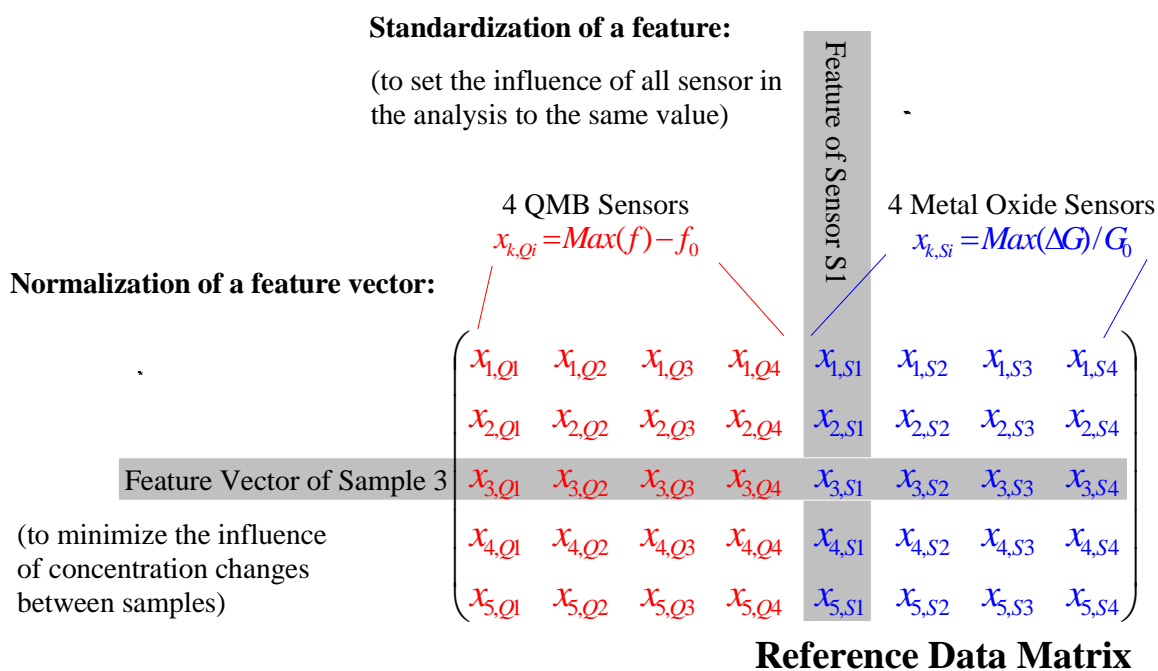 Standardization of a feature:
(to set the influence of all sensor in
the analysis to the same value)
Feature of Sensor S1
4 QMB Sensors
x_{k,Qi} = Max(f) − f_0
4 Metal Oxide Sensors
x_{k,Si} = Max(ΔG)/G_0
Normalization of a feature vector:
x_{1,Q1} x_{1,Q2} x_{1,Q3} x_{1,Q4} x_{1,S1} x_{1,S2} x_{1,S3} x_{1,S4}
x_{2,Q1} x_{2,Q2} x_{2,Q3} x_{2,Q4} x_{2,S1} x_{2,S2} x_{2,S3} x_{2,S4}
Feature Vector of Sample 3 x_{3,Q1} x_{3,Q2} x_{3,Q3} x_{3,Q4} x_{3,S1} x_{3,S2} x_{3,S3} x_{3,S4}
(to minimize the influence
of concentration changes
between samples)
x_{4,Q1} x_{4,Q2} x_{4,Q3} x_{4,Q4} x_{4,S1} x_{4,S2} x_{4,S3} x_{4,S4}
x_{5,Q1} x_{5,Q2} x_{5,Q3} x_{5,Q4} x_{5,S1} x_{5,S2} x_{5,S3} x_{5,S4}
Reference Data Matrix